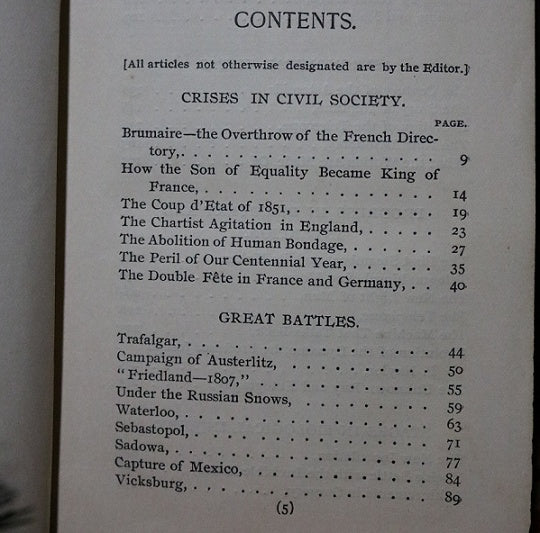 CONTENTS.
[All articles not otherwise designated are by the Editor.]
CRISES IN CIVIL SOCIETY.
PAGE.
Brumaire—the Overthrow of the French Direc-
tory, . . . . . . . . . . . . . . . . 9
How the Son of Equality Became King of
France, . . . . . . . . . . . . . . 14
The Coup d'Etat of 1851, . . . . . . . . . 19
The Chartist Agitation in England, . . . . . . 23
The Abolition of Human Bondage, . . . . . . 27
The Peril of Our Centennial Year, . . . . . . 35
The Double Fête in France and Germany, . . 40
GREAT BATTLES.
Trafalgar, . . . . . . . . . . . . . . . 44
Campaign of Austerlitz, . . . . . . . . . . 50
"Friedland—1807," . . . . . . . . . . . 55
Under the Russian Snows, . . . . . . . . . 59
Waterloo, . . . . . . . . . . . . . . . 63
Sebastopol, . . . . . . . . . . . . . . . 71
Sadowa, . . . . . . . . . . . . . . . . 77
Capture of Mexico, . . . . . . . . . . . 84
Vicksburg, . . . . . . . . . . . . . . . 89
(5)